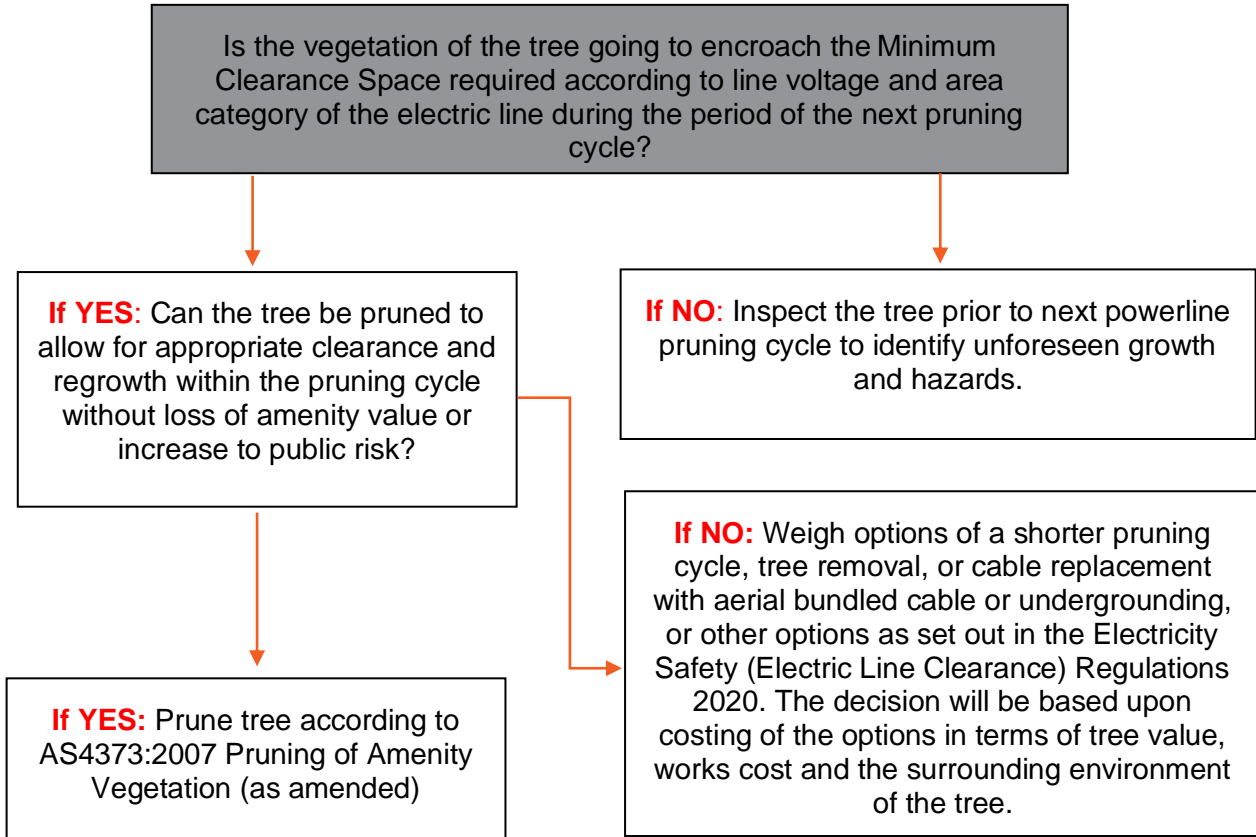 Is the vegetation of the tree going to encroach the Minimum
Clearance Space required according to line voltage and area
category of the electric line during the period of the next pruning
cycle?
If YES: Can the tree be pruned to
allow for appropriate clearance and
regrowth within the pruning cycle
without loss of amenity value or
increase to public risk?
If NO: Inspect the tree prior to next powerline
pruning cycle to identify unforeseen growth
and hazards.
If NO: Weigh options of a shorter pruning
cycle, tree removal, or cable replacement
with aerial bundled cable or undergrounding,
or other options as set out in the Electricity
Safety (Electric Line Clearance) Regulations
2020. The decision will be based upon
costing of the options in terms of tree value,
works cost and the surrounding environment
of the tree.
If YES: Prune tree according to
AS4373:2007 Pruning of Amenity
Vegetation (as amended)